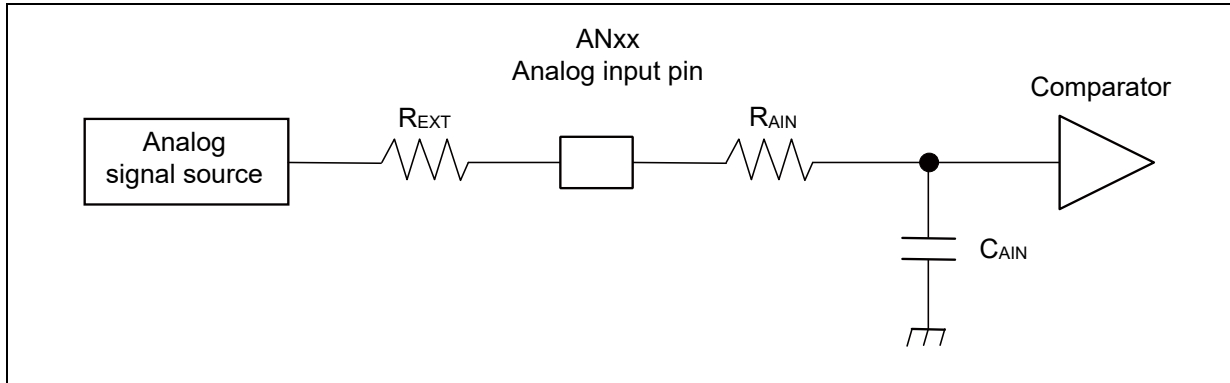 ANxx
Analog input pin
Comparator
REXT
RAIN
Analog
signal source
CAIN